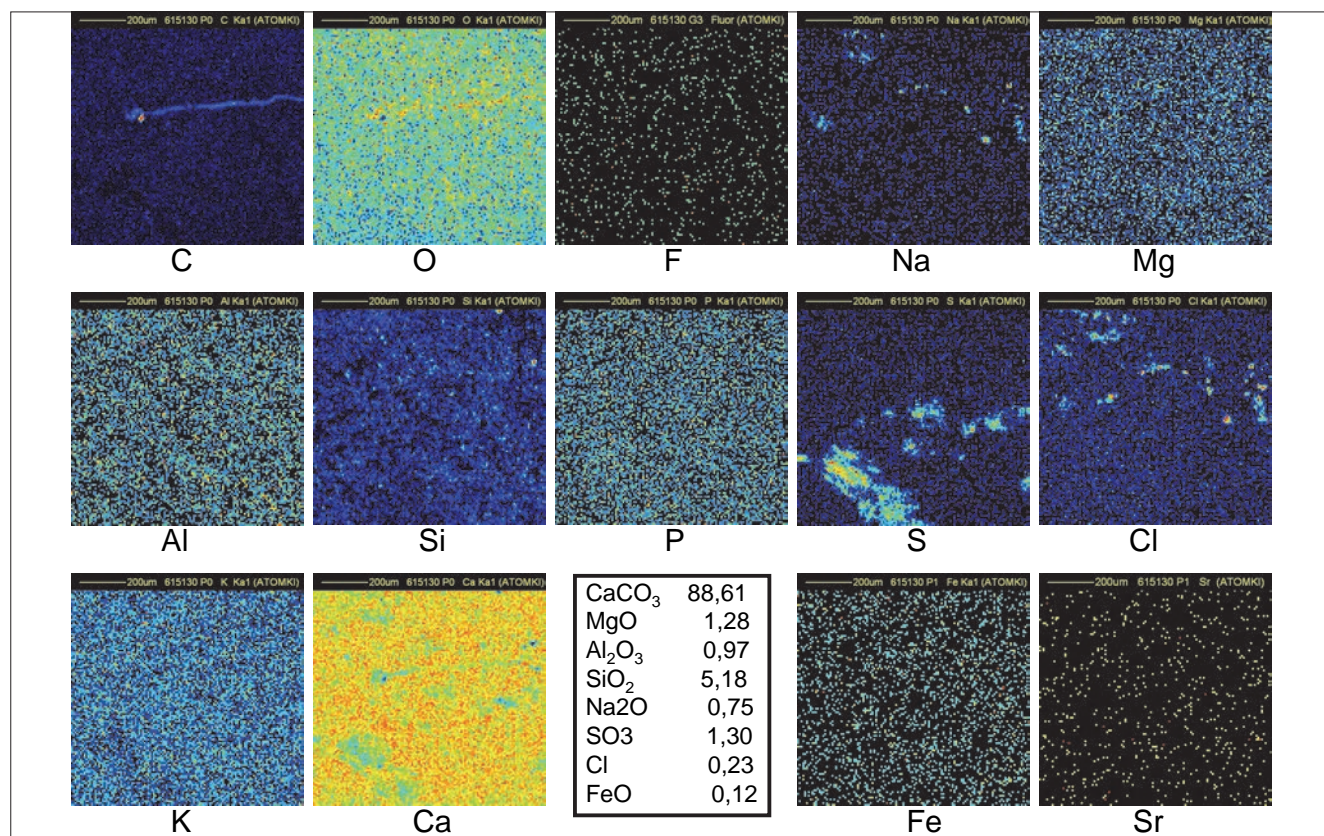 200um 615130 P0 C Ka1 (ATOMKI)
200um 615130 P0 O Ka1 (ATOMKI)
200um 615130 G3 Fluor (ATOMKI)
200um 615130 P0 Na Ka1 (ATOMKI)
200um 615130 P0 Mg Ka1 (ATOMKI)
C
O
F
Na
Mg
200um 615130 P0 Al Ka1 (ATOMKI)
200um 615130 P0 Si Ka1 (ATOMKI)
200um 615130 P0 P Ka1 (ATOMKI)
200um 615130 P0 S Ka1 (ATOMKI)
200um 615130 P0 Cl Ka1 (ATOMKI)
Al
Si
P
S
Cl
200um 615130 P0 K Ka1 (ATOMKI)
200um 615130 P0 Ca Ka1 (ATOMKI)
CaCO₃ 88,61
MgO 1,28
Al₂O₃ 0,97
SiO₂ 5,18
Na2O 0,75
SO3 1,30
Cl 0,23
FeO 0,12
200um 615130 P1 Fe Ka1 (ATOMKI)
200um 615130 P1 Sr (ATOMKI)
K
Ca
Fe
Sr